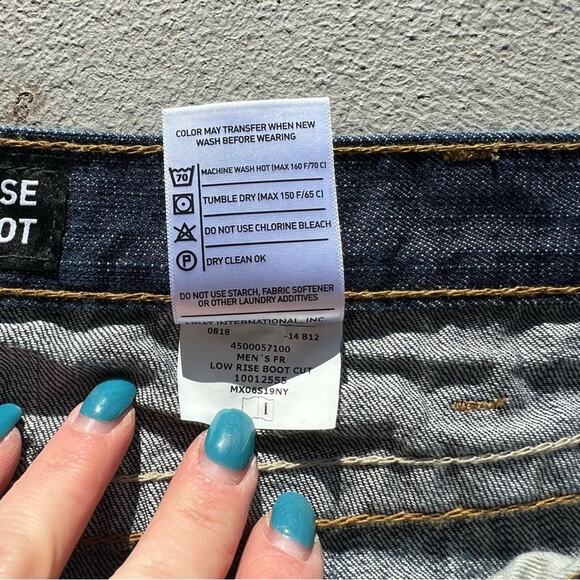 SE
OT
COLOR MAY TRANSFER WHEN NEW
WASH BEFORE WEARING
70 MACHINE WASH HOT (MAX 160 F/70 C)
TUMBLE DRY (MAX 150 F/65 C)
DO NOT USE CHLORINE BLEACH
P DRY CLEAN OK
DO NOT USE STARCH, FABRIC SOFTENER
OR OTHER LAUNDRY ADDITIVES
ARIAT INTERNATIONAL, INC
0818 -14 B12
4500057100
MEN´S FR
LOW RISE BOOT CUT
10012555
MX06S19NY
i